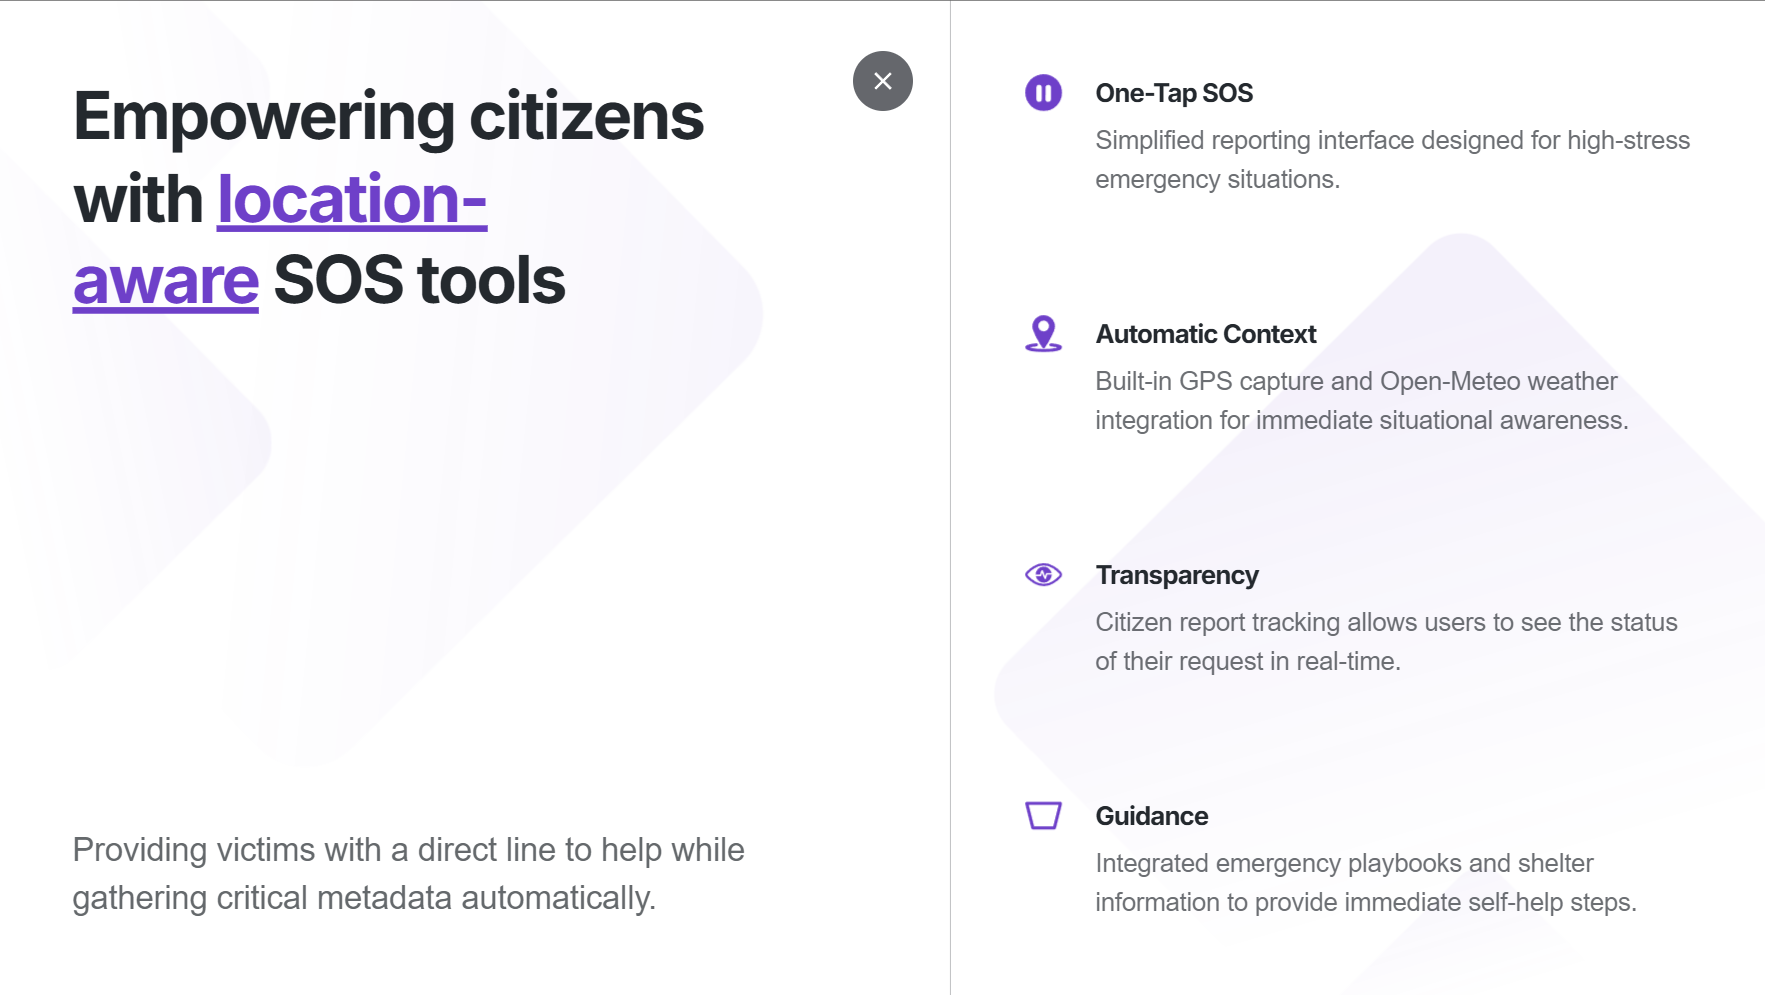 Empowering citizens
with location-
aware SOS tools
Providing victims with a direct line to help while
gathering critical metadata automatically.
One-Tap SOS
Simplified reporting interface designed for high-stress
emergency situations.
Automatic Context
Built-in GPS capture and Open-Meteo weather
integration for immediate situational awareness.
Transparency
Citizen report tracking allows users to see the status
of their request in real-time.
Guidance
Integrated emergency playbooks and shelter
information to provide immediate self-help steps.